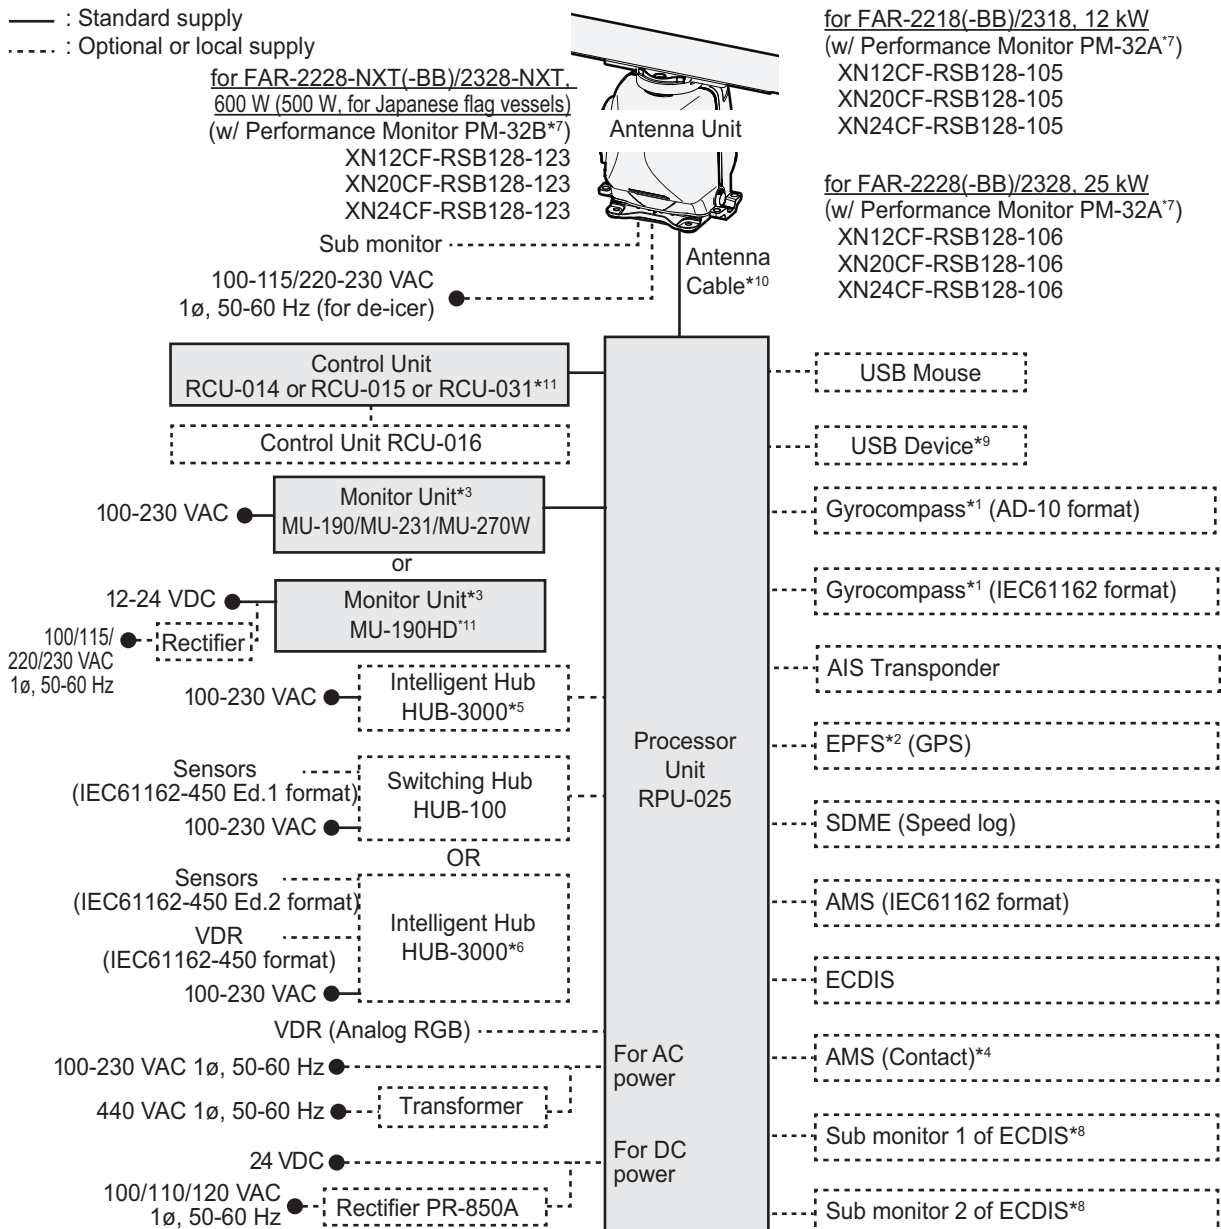 : Standard supply
: Optional or local supply
for FAR-2228-NXT(-BB)/2328-NXT,
600 W (500 W, for Japanese flag vessels)
(w/ Performance Monitor PM-32B*7)
XN12CF-RSB128-123
XN20CF-RSB128-123
XN24CF-RSB128-123
Antenna Unit
for FAR-2218(-BB)/2318, 12 kW
(w/ Performance Monitor PM-32A*7)
XN12CF-RSB128-105
XN20CF-RSB128-105
XN24CF-RSB128-105
for FAR-2228(-BB)/2328, 25 kW
(w/ Performance Monitor PM-32A*7)
XN12CF-RSB128-106
XN20CF-RSB128-106
XN24CF-RSB128-106
Sub monitor
100-115/220-230 VAC
1ø, 50-60 Hz (for de-icer)
Antenna
Cable*10
Control Unit
RCU-014 or RCU-015 or RCU-031*11
Control Unit RCU-016
100-230 VAC
Monitor Unit*3
MU-190/MU-231/MU-270W
or
12-24 VDC
Monitor Unit*3
MU-190HD*11
100/115/
220/230 VAC
1ø, 50-60 Hz
Rectifier
100-230 VAC
Intelligent Hub
HUB-3000*5
Sensors
(IEC61162-450 Ed.1 format)
100-230 VAC
Switching Hub
HUB-100
OR
Sensors
(IEC61162-450 Ed.2 format)
VDR
(IEC61162-450 format)
100-230 VAC
Intelligent Hub
HUB-3000*6
VDR (Analog RGB)
100-230 VAC 1ø, 50-60 Hz
440 VAC 1ø, 50-60 Hz
Transformer
24 VDC
100/110/120 VAC
1ø, 50-60 Hz
Rectifier PR-850A
Processor
Unit
RPU-025
For AC
power
For DC
power
USB Mouse
USB Device*9
Gyrocompass*1 (AD-10 format)
Gyrocompass*1 (IEC61162 format)
AIS Transponder
EPFS*2 (GPS)
SDME (Speed log)
AMS (IEC61162 format)
ECDIS
AMS (Contact)*4
Sub monitor 1 of ECDIS*8
Sub monitor 2 of ECDIS*8